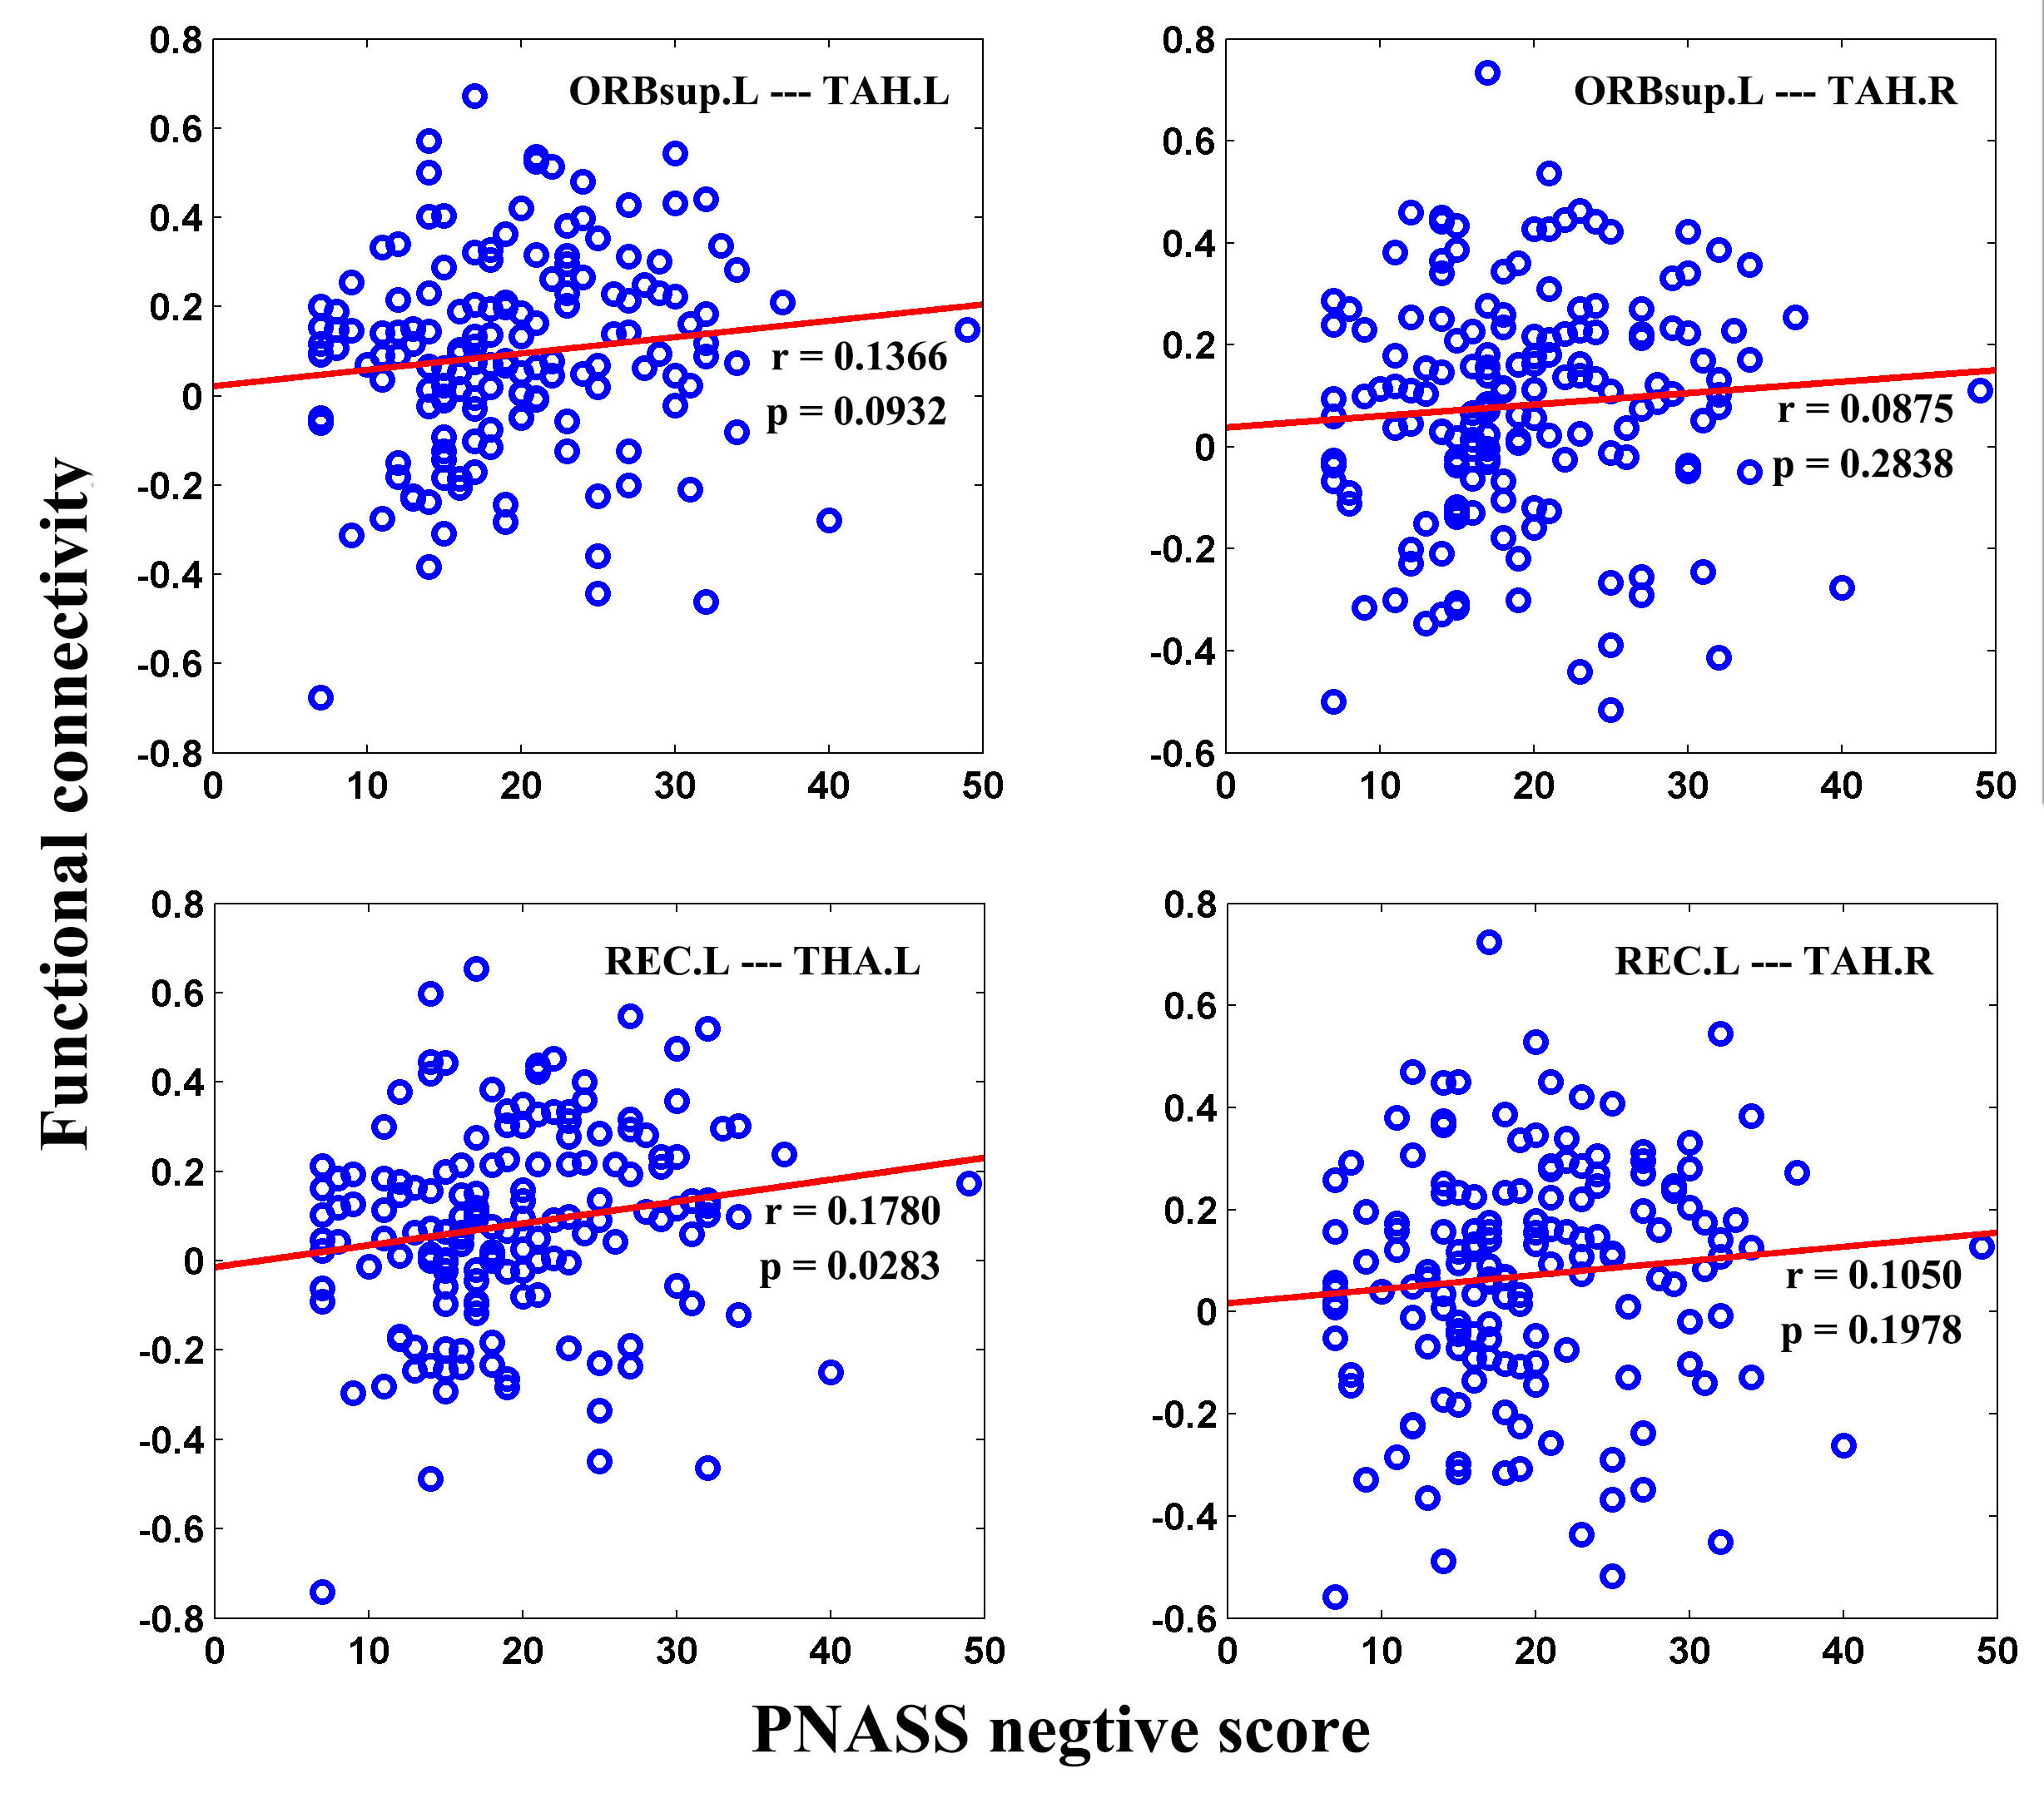 Functional connectivity
ORBsup.L --- TAH.L
0.8
0.6
0.4
0.2
0
-0.2
-0.4
-0.6
-0.8
r = 0.1366
p = 0.0932
0 10 20 30 40 50
ORBsup.L --- TAH.R
0.8
0.6
0.4
0.2
0
-0.2
-0.4
-0.6
r = 0.0875
p = 0.2838
0 10 20 30 40 50
REC.L --- THA.L
0.8
0.6
0.4
0.2
0
-0.2
-0.4
-0.6
-0.8
r = 0.1780
p = 0.0283
0 10 20 30 40 50
REC.L --- TAH.R
0.8
0.6
0.4
0.2
0
-0.2
-0.4
-0.6
r = 0.1050
p = 0.1978
0 10 20 30 40 50
PNASS negtive score